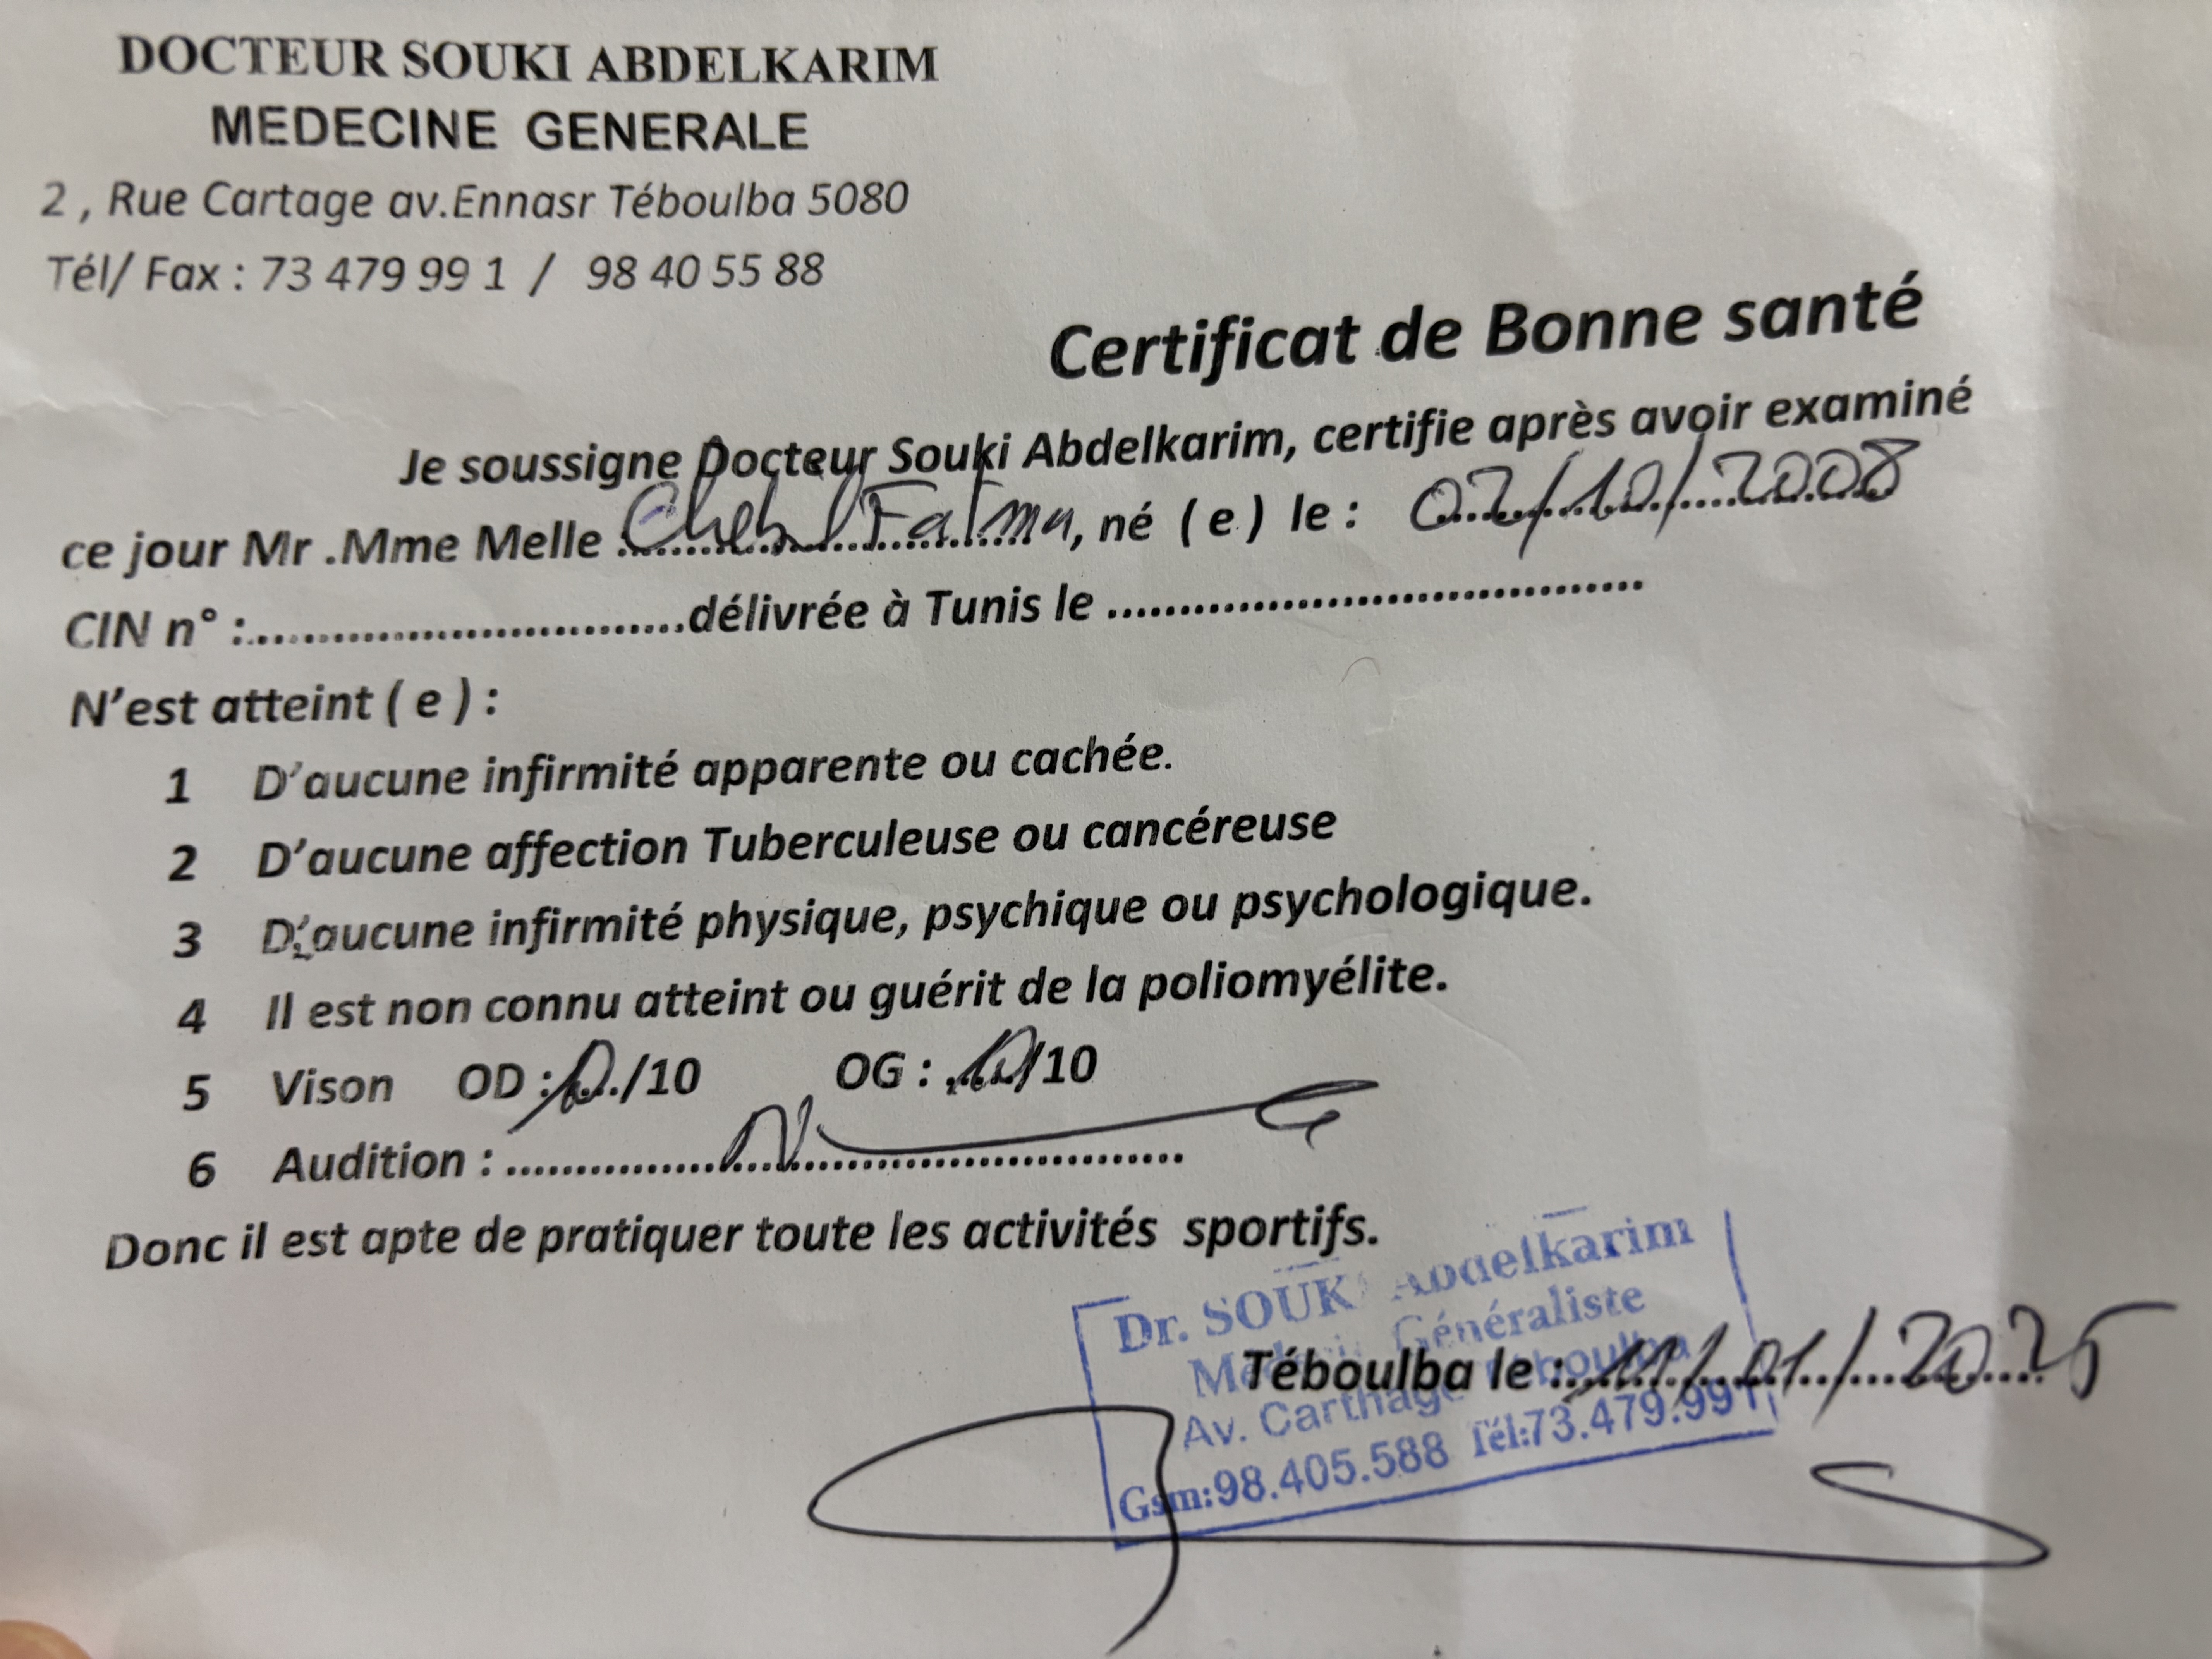 DOCTEUR SOUKI ABDELKARIM
MEDECINE GENERALE
2 , Rue Cartage av.Ennasr Téboulba 5080
Tél/ Fax : 73 479 99 1 / 98 40 55 88
Certificat de Bonne santé
Je soussigne Docteur Souki Abdelkarim, certifie après avoir examiné
ce jour Mr .Mme Melle Fatma, né ( e ) le : 02/10/2008
CIN n° :..............................délivrée à Tunis le ......................................
N'est atteint ( e ) :
1 D'aucune infirmité apparente ou cachée.
2 D'aucune affection Tuberculeuse ou cancéreuse
3 D'aucune infirmité physique, psychique ou psychologique.
4 Il est non connu atteint ou guérit de la poliomyélite.
5 Vison OD : 10/10 OG : 10/10
6 Audition : N
Donc il est apte de pratiquer toute les activités sportifs.
Dr. SOUKI Abdelkarim
Médecin Généraliste
Téboulba le : 11/01/2025
Av. Carthage Téboulba
Gsm:98.405.588 Tél:73.479.991